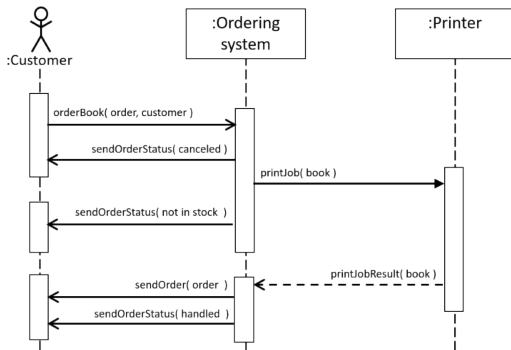 :Ordering
system
:Printer
:Customer
orderBook( order, customer )
sendOrderStatus( canceled )
printJob( book )
sendOrderStatus( not in stock  )
printJobResult( book )
sendOrder( order  )
sendOrderStatus( handled  )